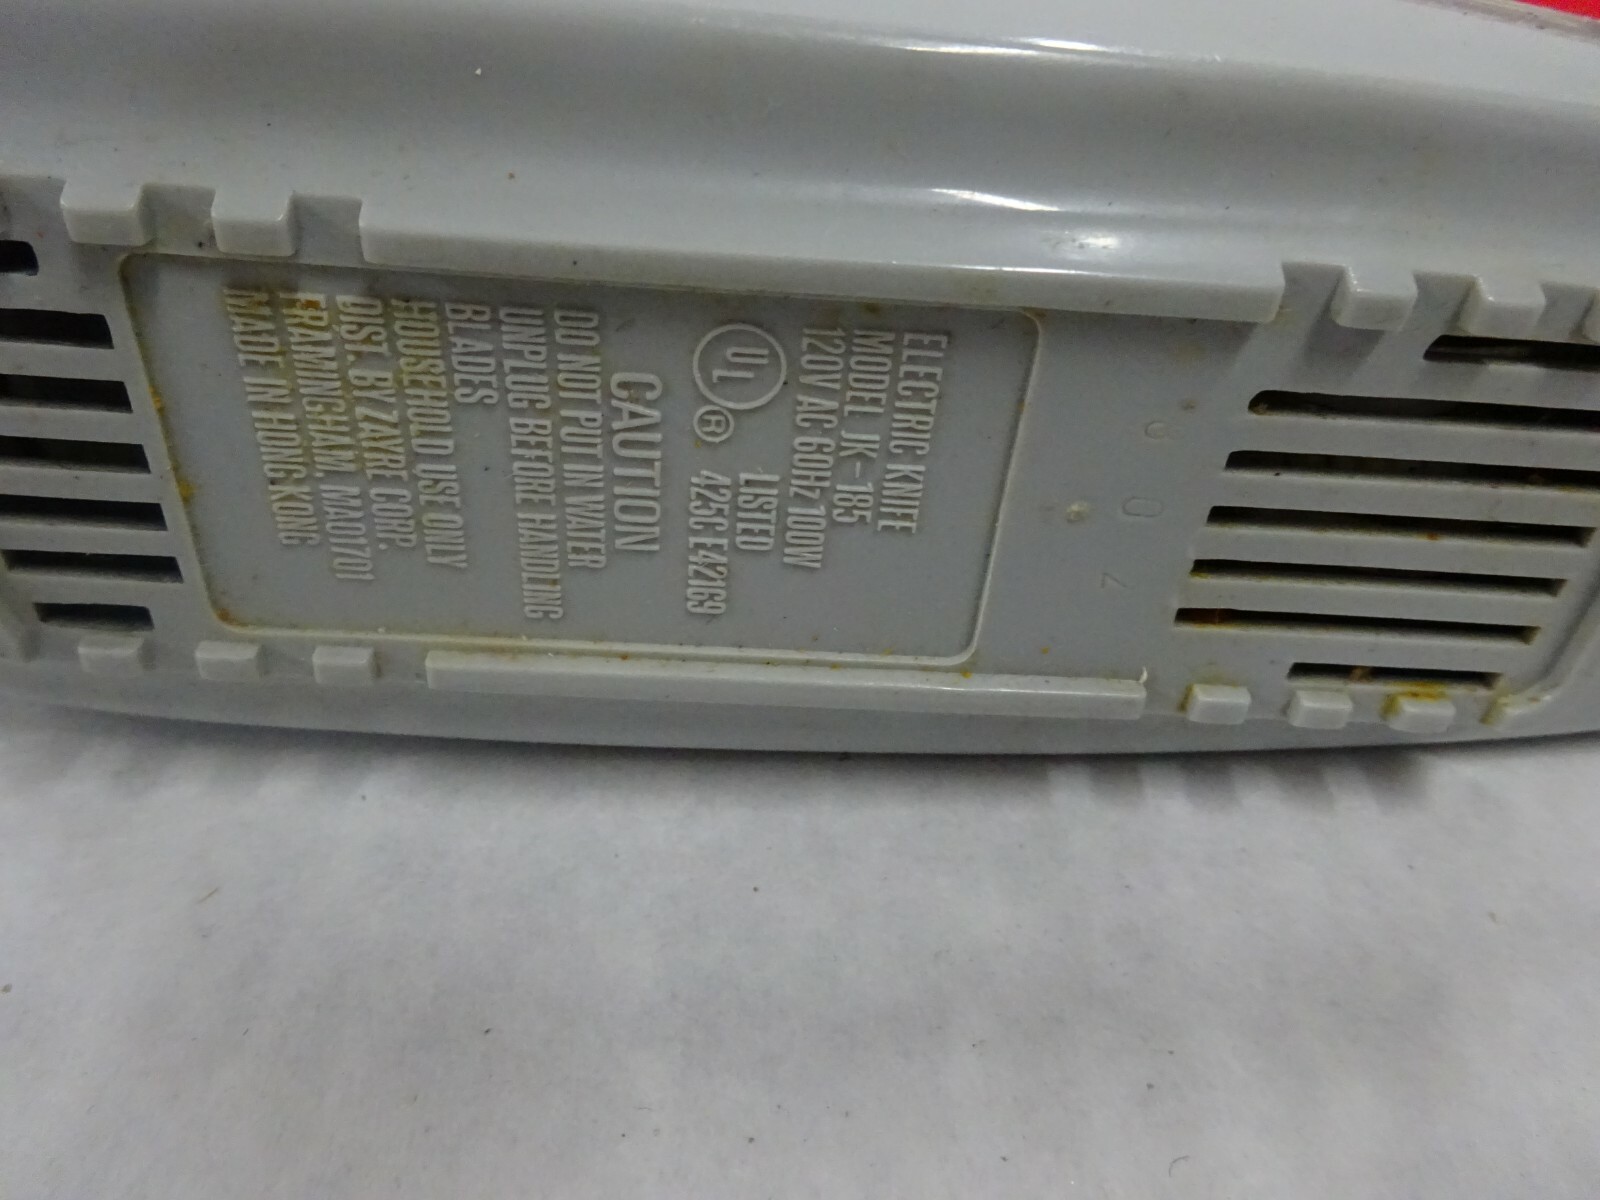 ELECTRIC KNIFE
MODEL JK-185
120V AC 60Hz 100W
UL ®
LISTED
425C E42169
CAUTION
DO NOT PUT IN WATER
UNPLUG BEFORE HANDLING
BLADES
HOUSEHOLD USE ONLY
DIST. BY ZAYRE CORP.
FRAMINGHAM, MA01701
MADE IN HONG KONG